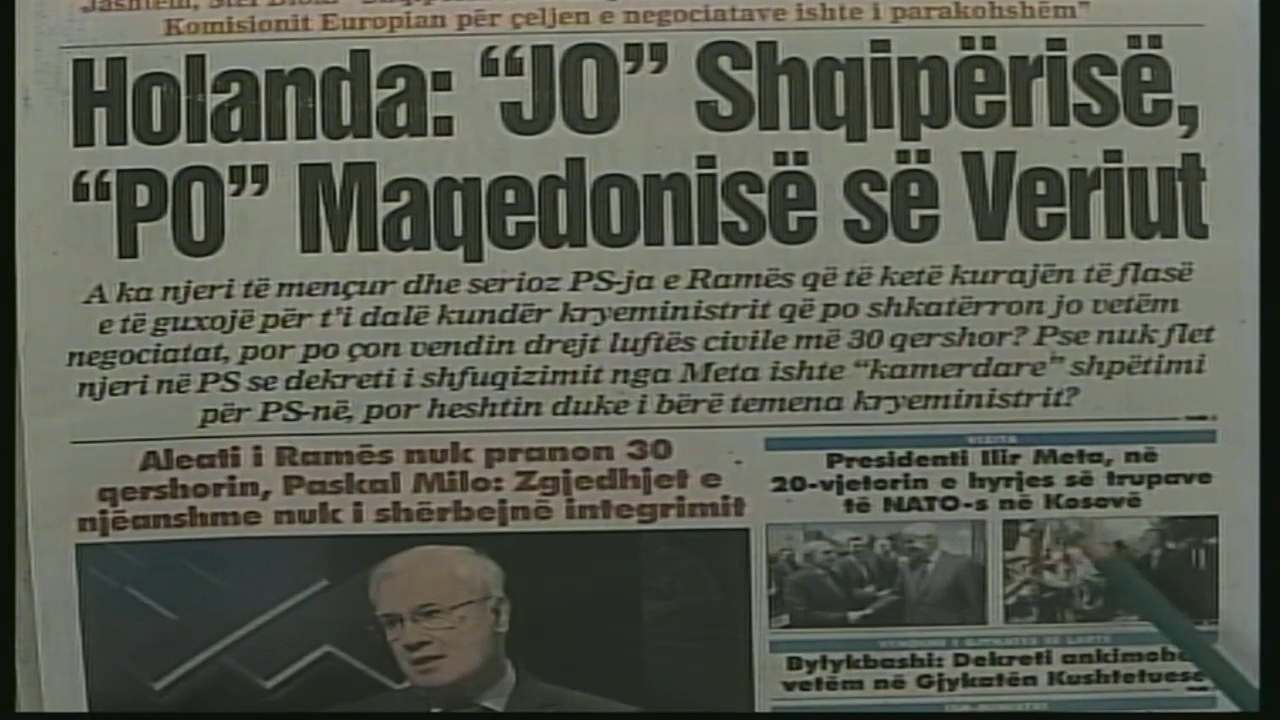 Komisionit Europian për çeljen e negociatave ishte i parakohshëm"
Holanda: "JO" Shqipërisë,
"PO" Maqedonisë së Veriut
A ka njeri të mençur dhe serioz PS-ja e Ramës që të ketë kurajën të flasë
e të guxojë për t'i dalë kundër kryeministrit që po shkatërron jo vetëm
negociatat, por po çon vendin drejt luftës civile më 30 qershor? Pse nuk flet
njeri në PS se dekreti i shfuqizimit nga Meta ishte "kamerdare" shpëtimi
për PS-në, por heshtin duke i bërë temena kryeministrit?
Aleati i Ramës nuk pranon 30
qershorin, Paskal Milo: Zgjedhjet e
njëanshme nuk i shërbejnë integrimit
VIZITA
Presidenti Ilir Meta, në
20-vjetorin e hyrjes së trupave
të NATO-s në Kosovë
Bylykbashi: Dekreti
vetëm në Gjykatën Kushtetuese